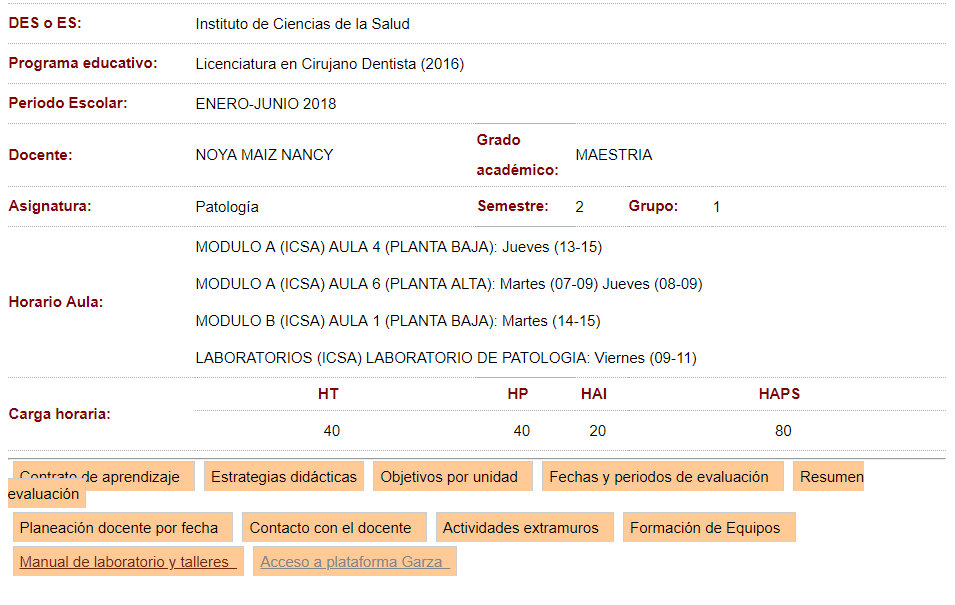 DES o ES: Instituto de Ciencias de la Salud
Programa educativo: Licenciatura en Cirujano Dentista (2016)
Periodo Escolar: ENERO-JUNIO 2018
Docente: NOYA MAIZ NANCY Grado académico: MAESTRIA
Asignatura: Patología Semestre: 2 Grupo: 1
Horario Aula:
MODULO A (ICSA) AULA 4 (PLANTA BAJA): Jueves (13-15)
MODULO A (ICSA) AULA 6 (PLANTA ALTA): Martes (07-09) Jueves (08-09)
MODULO B (ICSA) AULA 1 (PLANTA BAJA): Martes (14-15)
LABORATORIOS (ICSA) LABORATORIO DE PATOLOGIA: Viernes (09-11)
Carga horaria:
HT HP HAI HAPS
40 40 20 80
Contrato de aprendizaje Estrategias didácticas Objetivos por unidad Fechas y periodos de evaluación Resumen
evaluación
Planeación docente por fecha Contacto con el docente Actividades extramuros Formación de Equipos
Manual de laboratorio y talleres Acceso a plataforma Garza